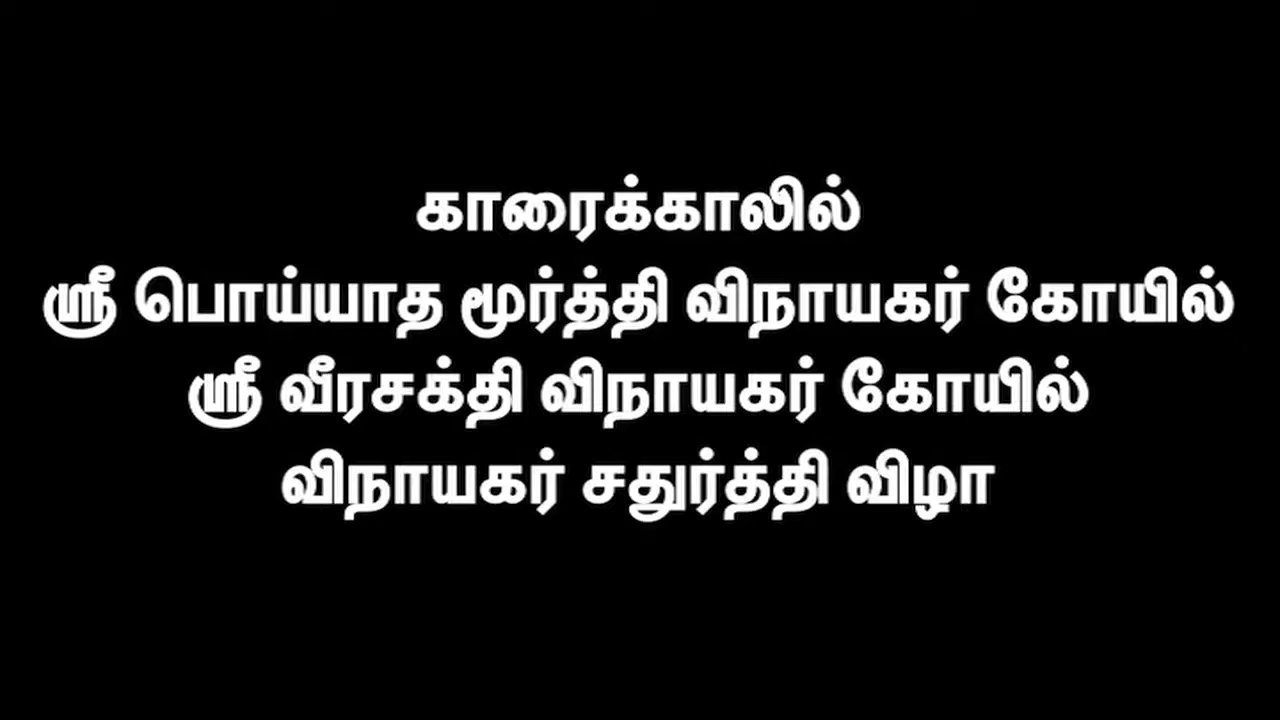 காரைக்காலில்
ஸ்ரீ பொய்யாத மூர்த்தி விநாயகர் கோயில்
ஸ்ரீ வீரசக்தி விநாயகர் கோயில்
விநாயகர் சதுர்த்தி விழா